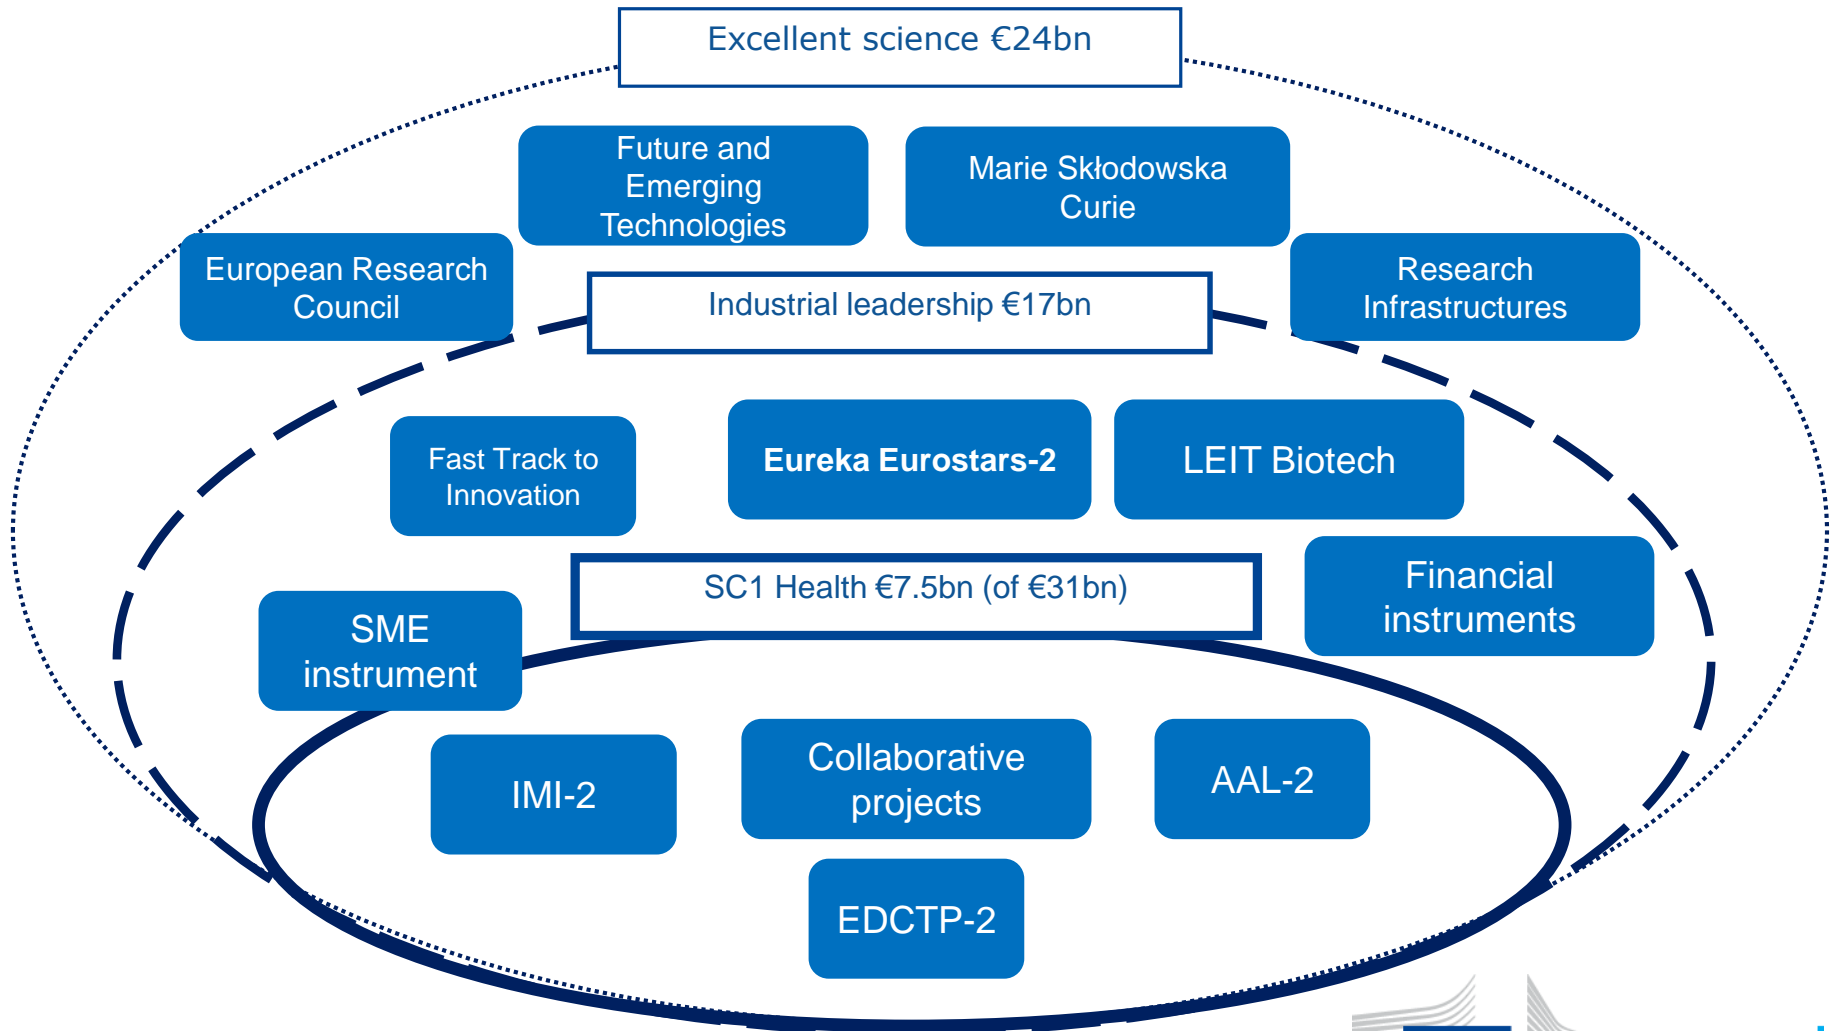 Excellent science €24bn
Future and
Emerging
Technologies
Marie Skłodowska
Curie
European Research
Council
Research
Infrastructures
Industrial leadership €17bn
Fast Track to
Innovation
Eureka Eurostars-2
LEIT Biotech
SC1 Health €7.5bn (of €31bn)
Financial
instruments
SME
instrument
IMI-2
Collaborative
projects
AAL-2
EDCTP-2